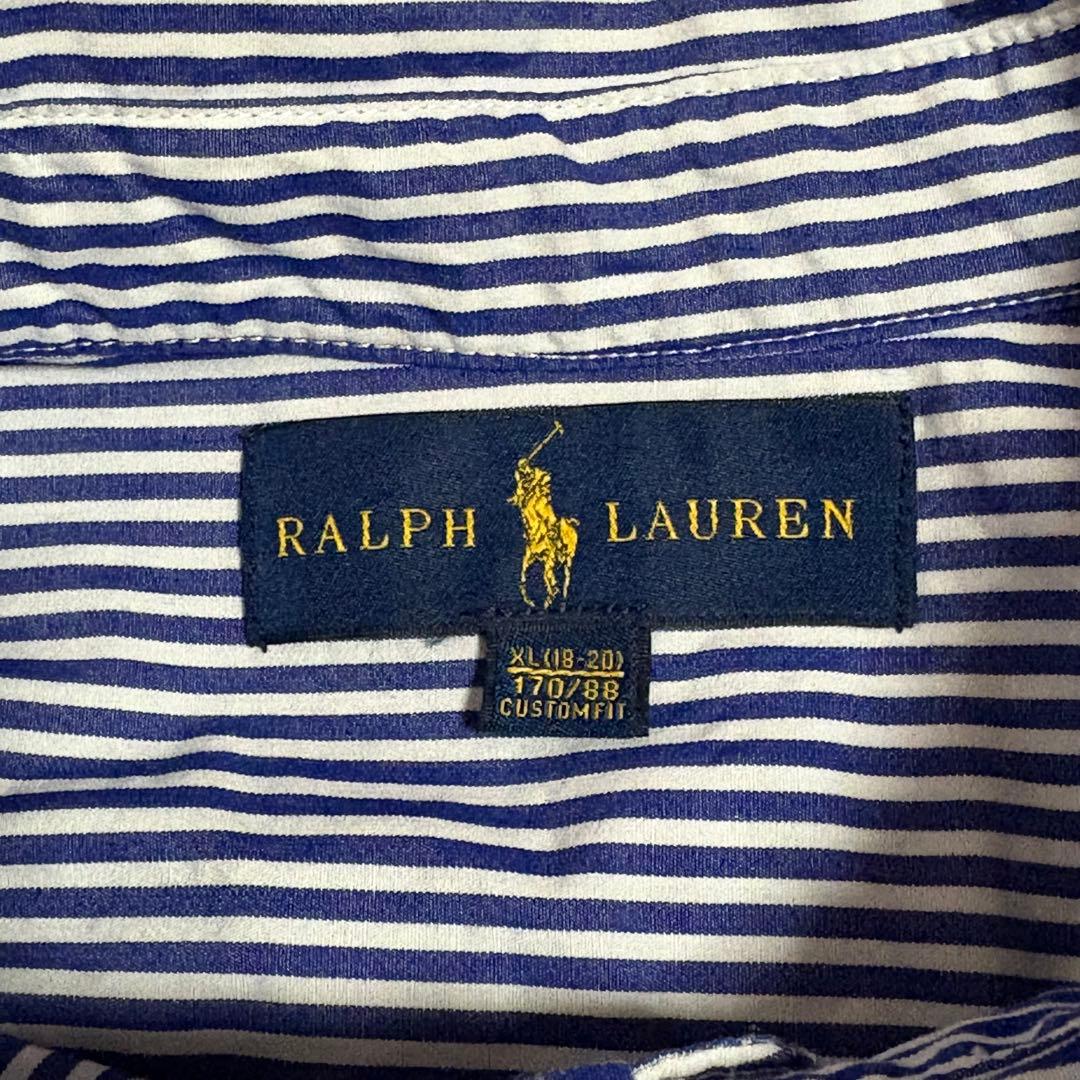 RALPH LAUREN
XL(18-20)
170/88
CUSTOMFIT